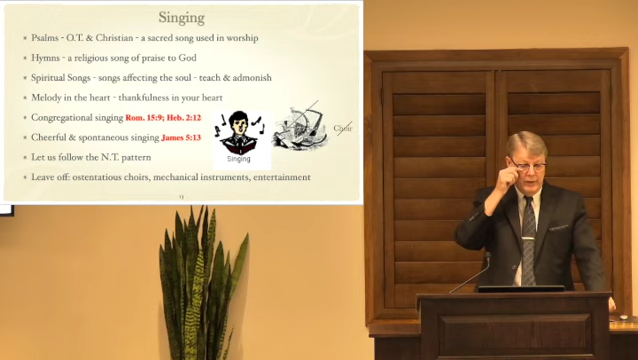 Singing
Psalms - O.T. & Christian - a sacred song used in worship
Hymns - a religious song of praise to God
Spiritual Songs - songs affecting the soul - teach & admonish
Melody in the heart - thankfulness in your heart
Congregational singing Rom. 15:9; Heb. 2:12
Cheerful & spontaneous singing James 5:13
Let us follow the N.T. pattern
Leave off: ostentatious choirs, mechanical instruments, entertainment
Singing
Choir
9